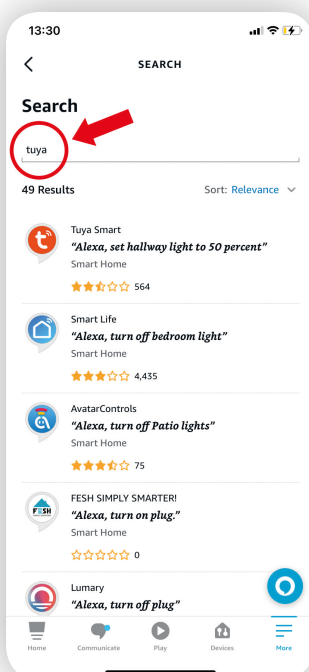 13:30
SEARCH
Search
tuya
49 Results
Sort: Relevance
Tuya Smart
“Alexa, set hallway light to 50 percent”
Smart Home
564
Smart Life
“Alexa, turn off bedroom light”
Smart Home
4,435
AvatarControls
“Alexa, turn off Patio lights”
Smart Home
75
FESH
FESH SIMPLY SMARTER!
“Alexa, turn on plug.”
Smart Home
0
Lumary
“Alexa, turn off plug”
Home
Communicate
Play
Devices
More